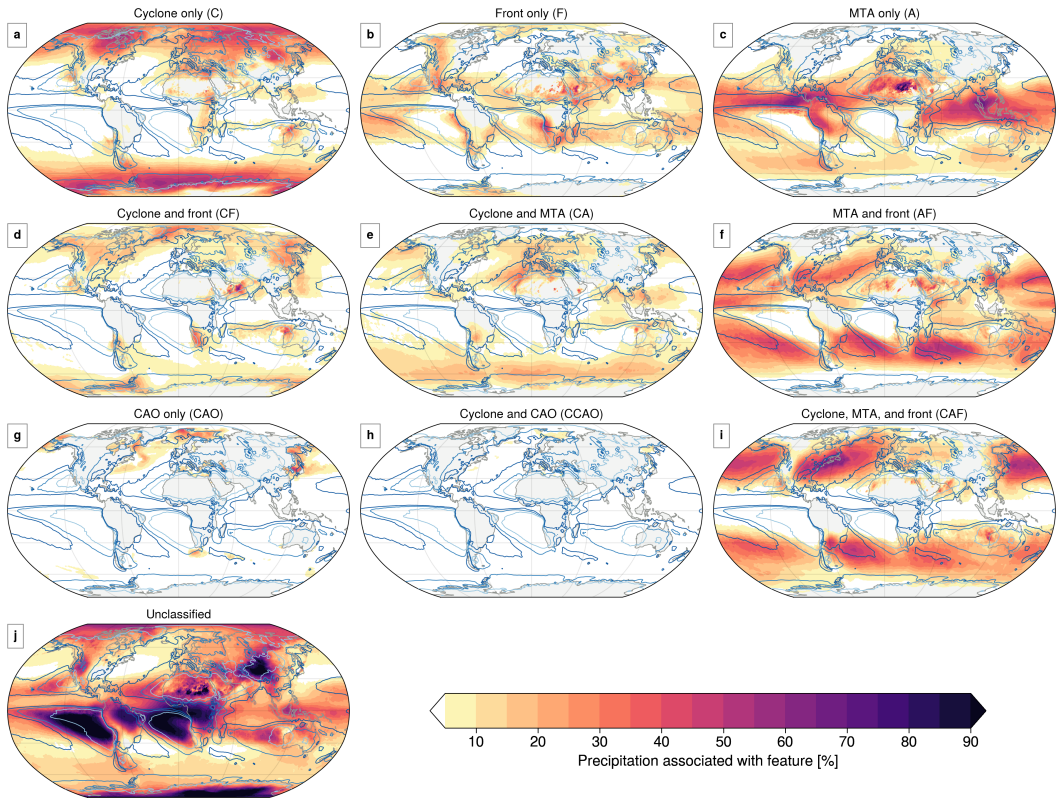 Cyclone only (C)
Front only (F)
MTA only (A)
a
b
c
Cyclone and front (CF)
Cyclone and MTA (CA)
MTA and front (AF)
d
e
f
CAO only (CAO)
Cyclone and CAO (CCAO)
Cyclone, MTA, and front (CAF)
g
h
i
Unclassified
j
10 20 30 40 50 60 70 80 90
Precipitation associated with feature [%]